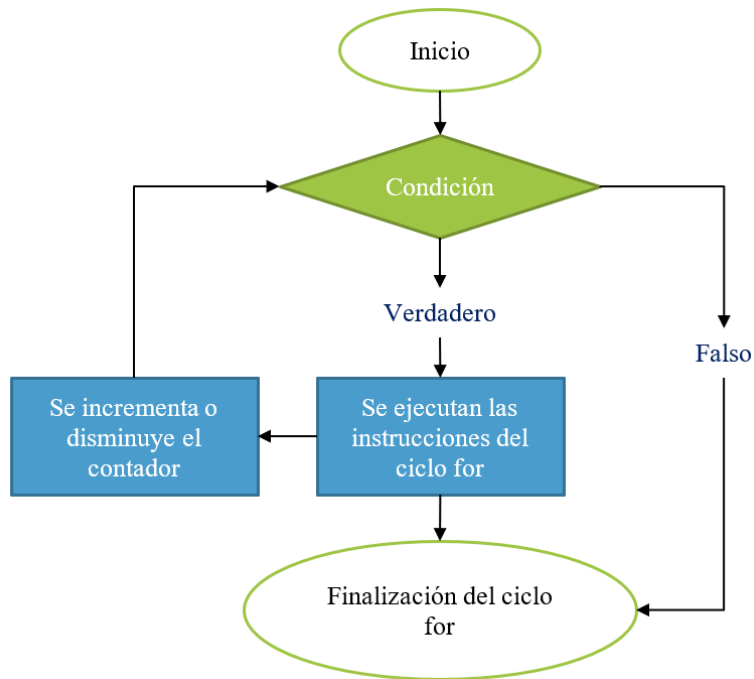 Inicio
Condición
Verdadero
Falso
Se incrementa o
disminuye el
contador
Se ejecutan las
instrucciones del
ciclo for
Finalización del ciclo
for